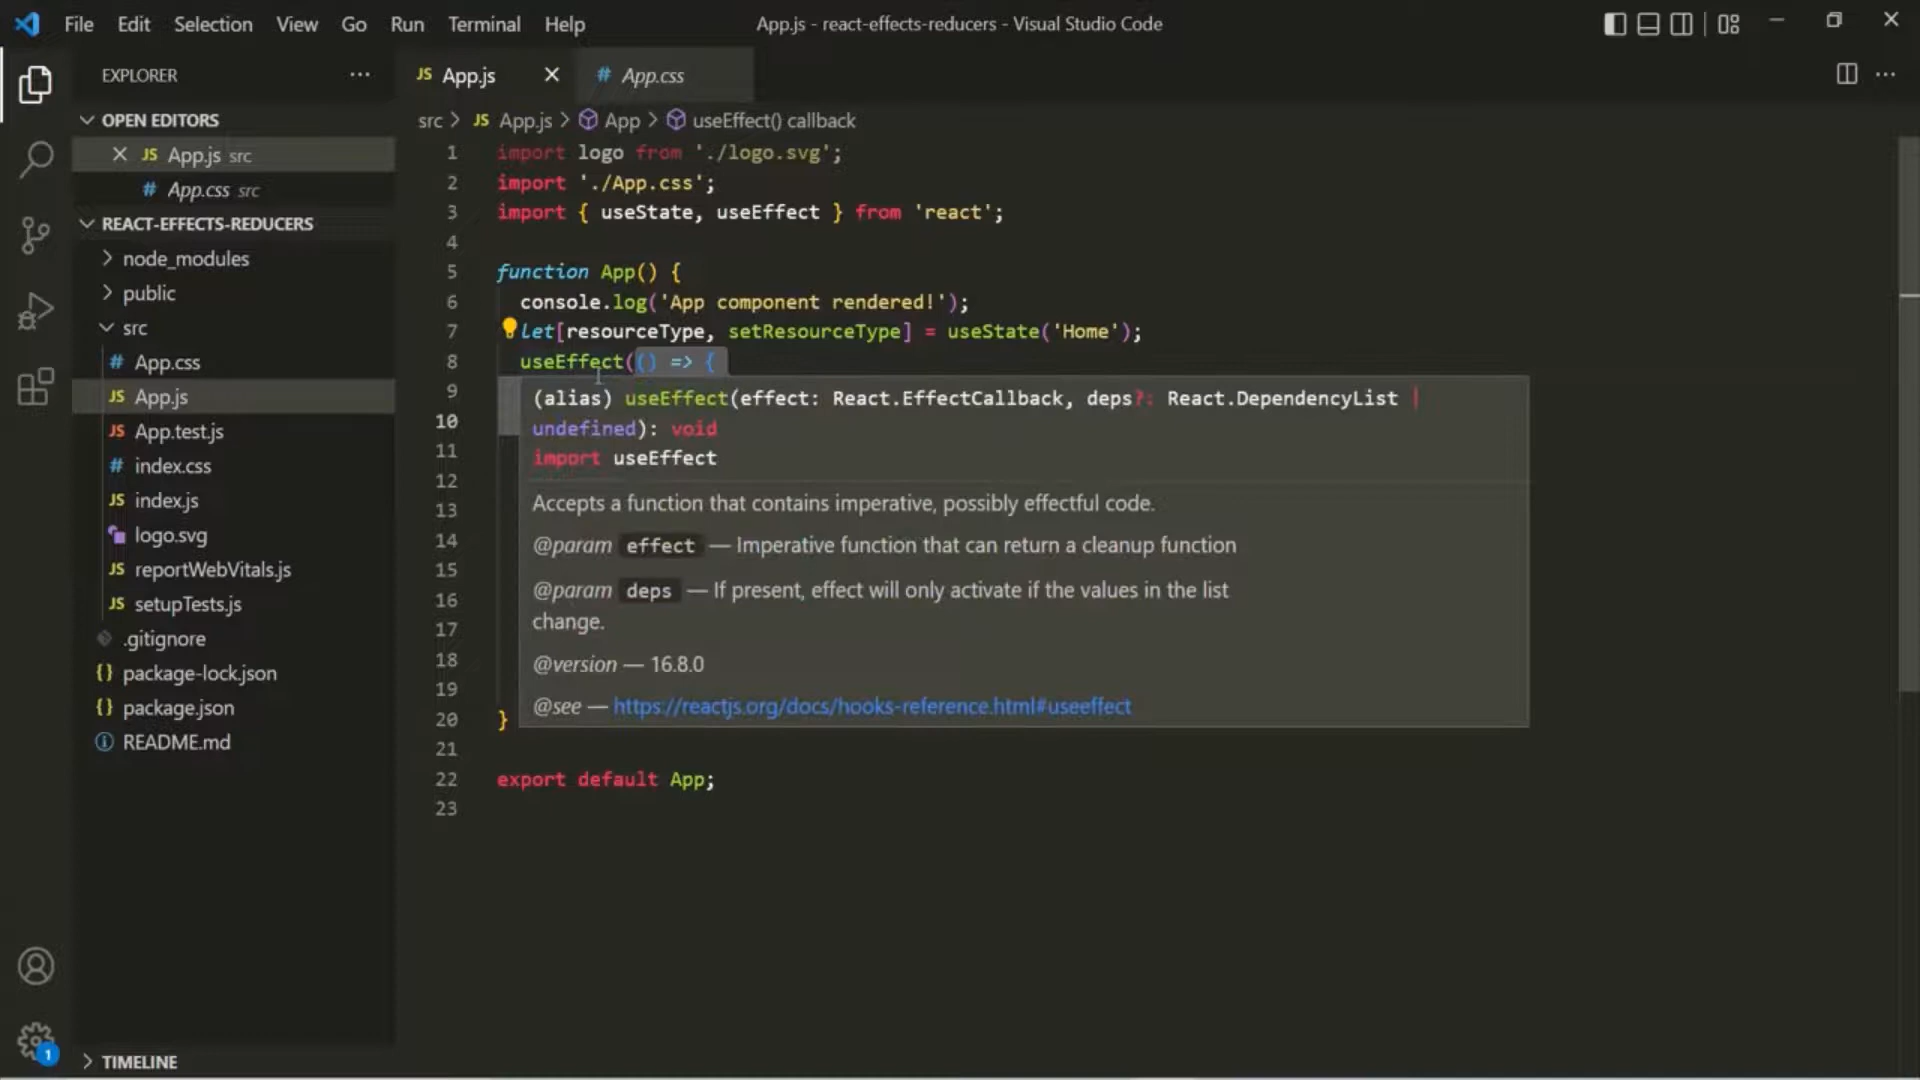 File Edit Selection View Go Run Terminal Help
App.js - react-effects-reducers - Visual Studio Code
EXPLORER
OPEN EDITORS
JS App.js src
# App.css src
REACT-EFFECTS-REDUCERS
node_modules
public
src
# App.css
JS App.js
JS App.test.js
# index.css
JS index.js
logo.svg
JS reportWebVitals.js
JS setupTests.js
.gitignore
{} package-lock.json
{} package.json
README.md
TIMELINE
1
JS App.js # App.css
src > JS App.js > App > useEffect() callback
1 import logo from './logo.svg';
2 import './App.css';
3 import { useState, useEffect } from 'react';
4
5 function App() {
6 console.log('App component rendered!');
7 let[resourceType, setResourceType] = useState('Home');
8 useEffect(() => {
9
10
11
12
13
14
15
16
17
18
19
20 }
21
22 export default App;
23
(alias) useEffect(effect: React.EffectCallback, deps?: React.DependencyList |
undefined): void
import useEffect
Accepts a function that contains imperative, possibly effectful code.
@param effect — Imperative function that can return a cleanup function
@param deps — If present, effect will only activate if the values in the list
change.
@version — 16.8.0
@see — https://reactjs.org/docs/hooks-reference.html#useeffect